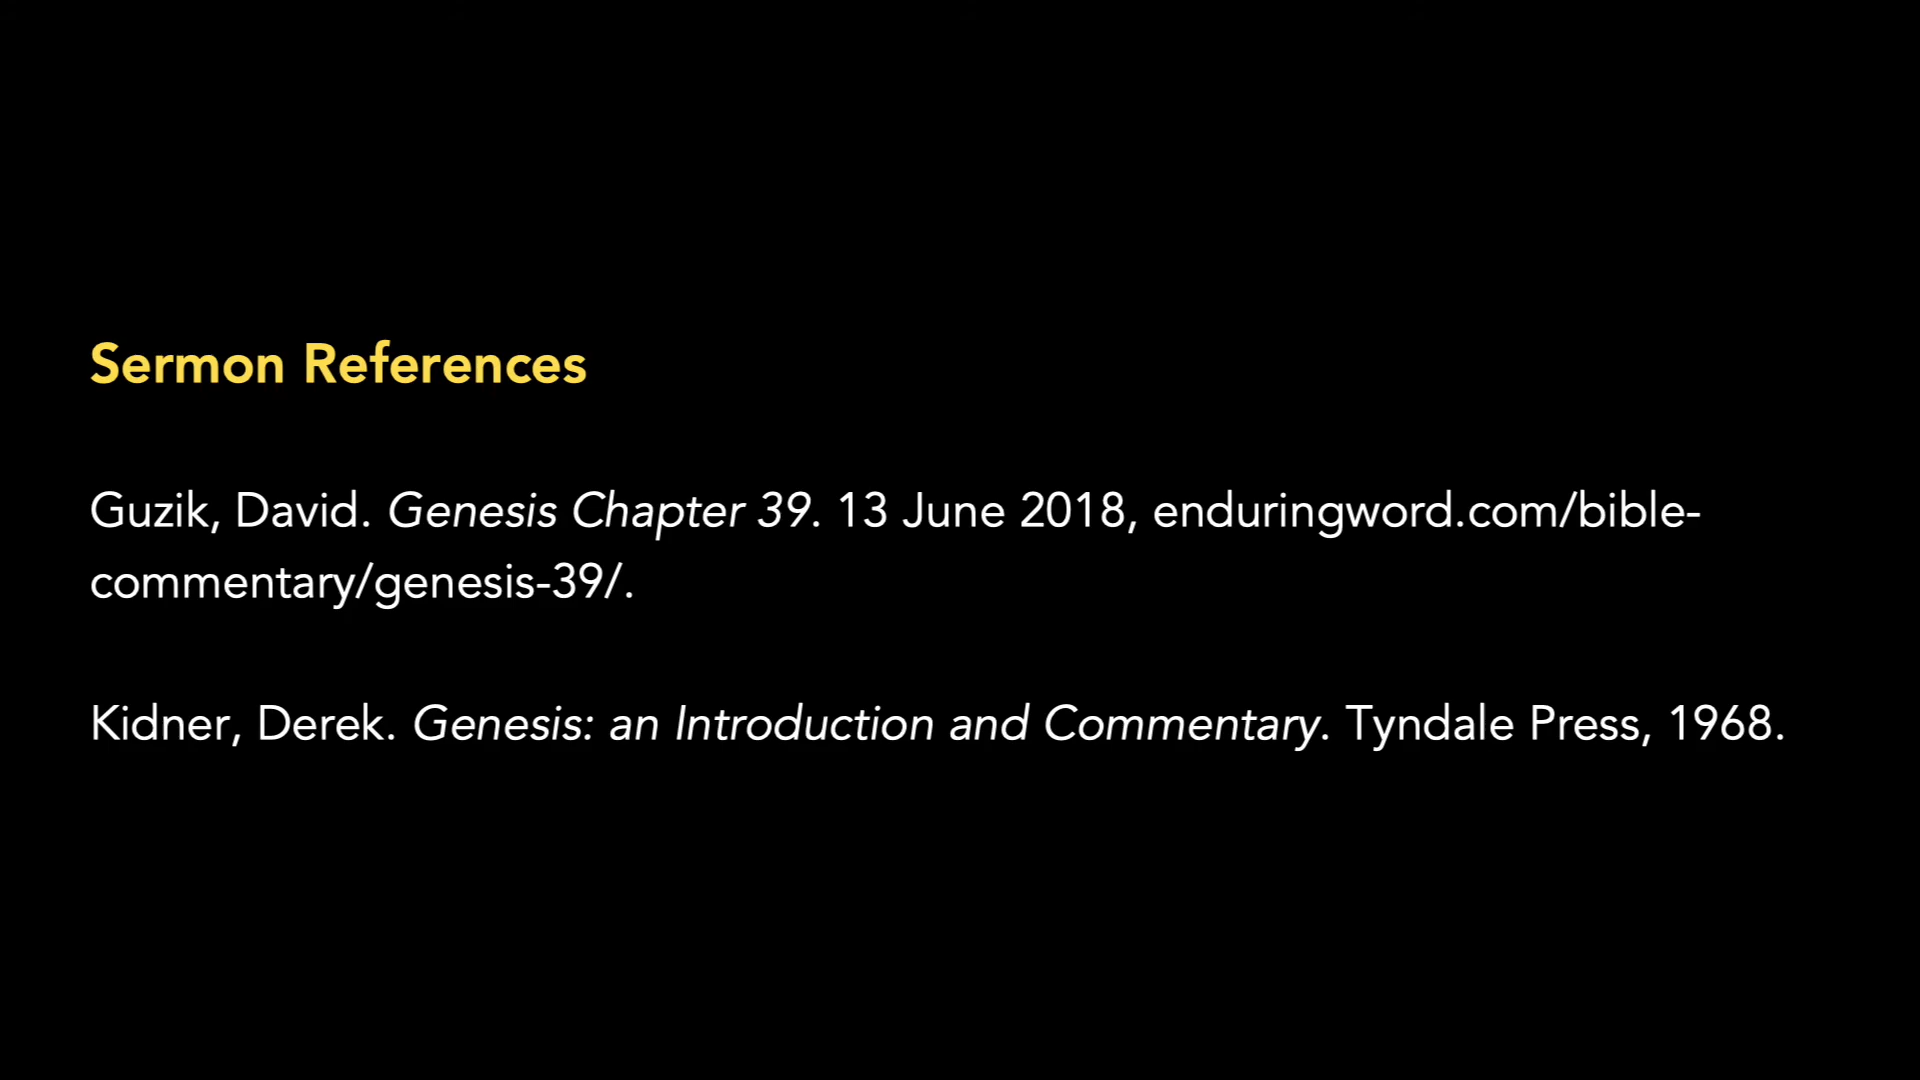 Sermon References
Guzik, David. Genesis Chapter 39. 13 June 2018, enduringword.com/bible-
commentary/genesis-39/.
Kidner, Derek. Genesis: an Introduction and Commentary. Tyndale Press, 1968.